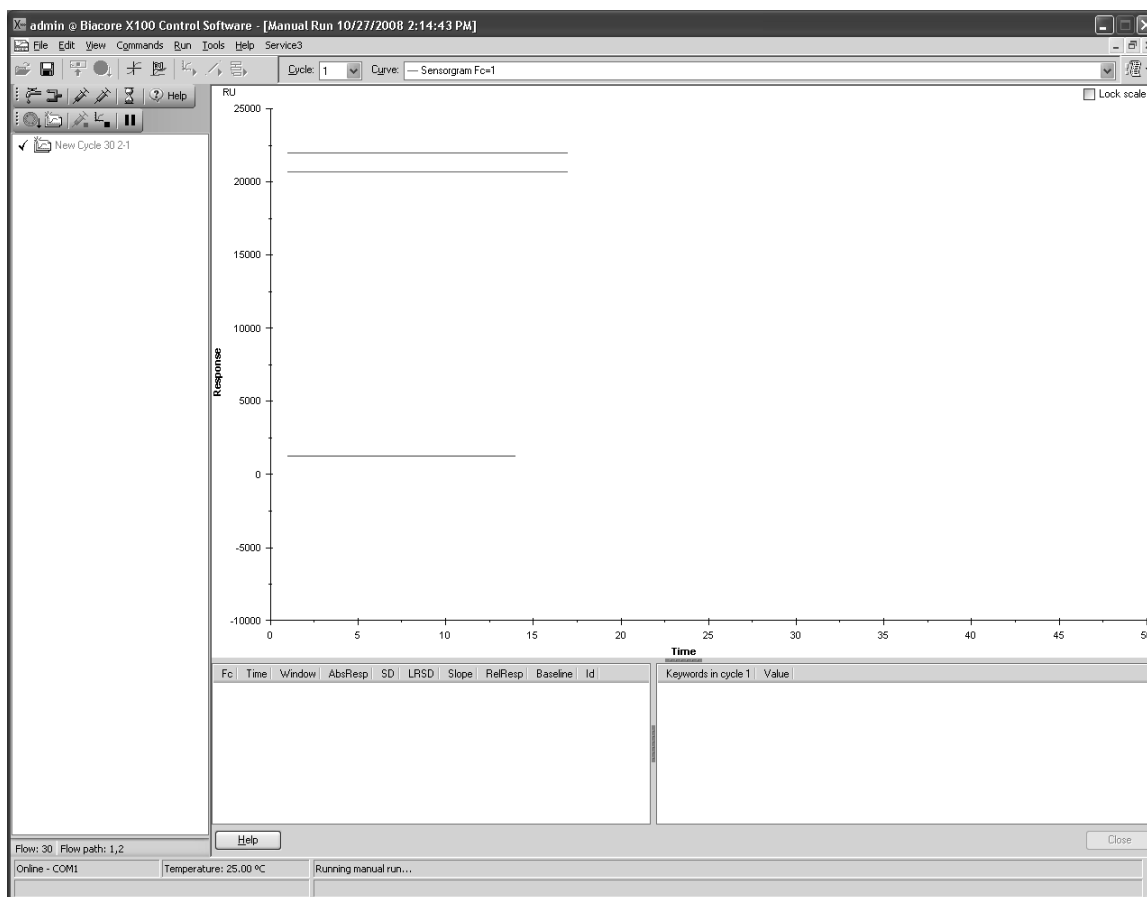 admin @ Biacore X100 Control Software - [Manual Run 10/27/2008 2:14:43 PM]
File Edit View Commands Run Tools Help Service3
Cycle: 1 Curve: — Sensorgram Fc=1
Help
New Cycle 30 2-1
RU
Lock scale
25000
20000
15000
10000
5000
0
-5000
-10000
Response
0 5 10 15 20 25 30 35 40 45
Time
Fc Time Window AbsResp SD LRSD Slope RelResp Baseline Id
Keywords in cycle 1 Value
Help
Close
Flow: 30 Flow path: 1,2
Online - COM1 Temperature: 25.00 ºC Running manual run...